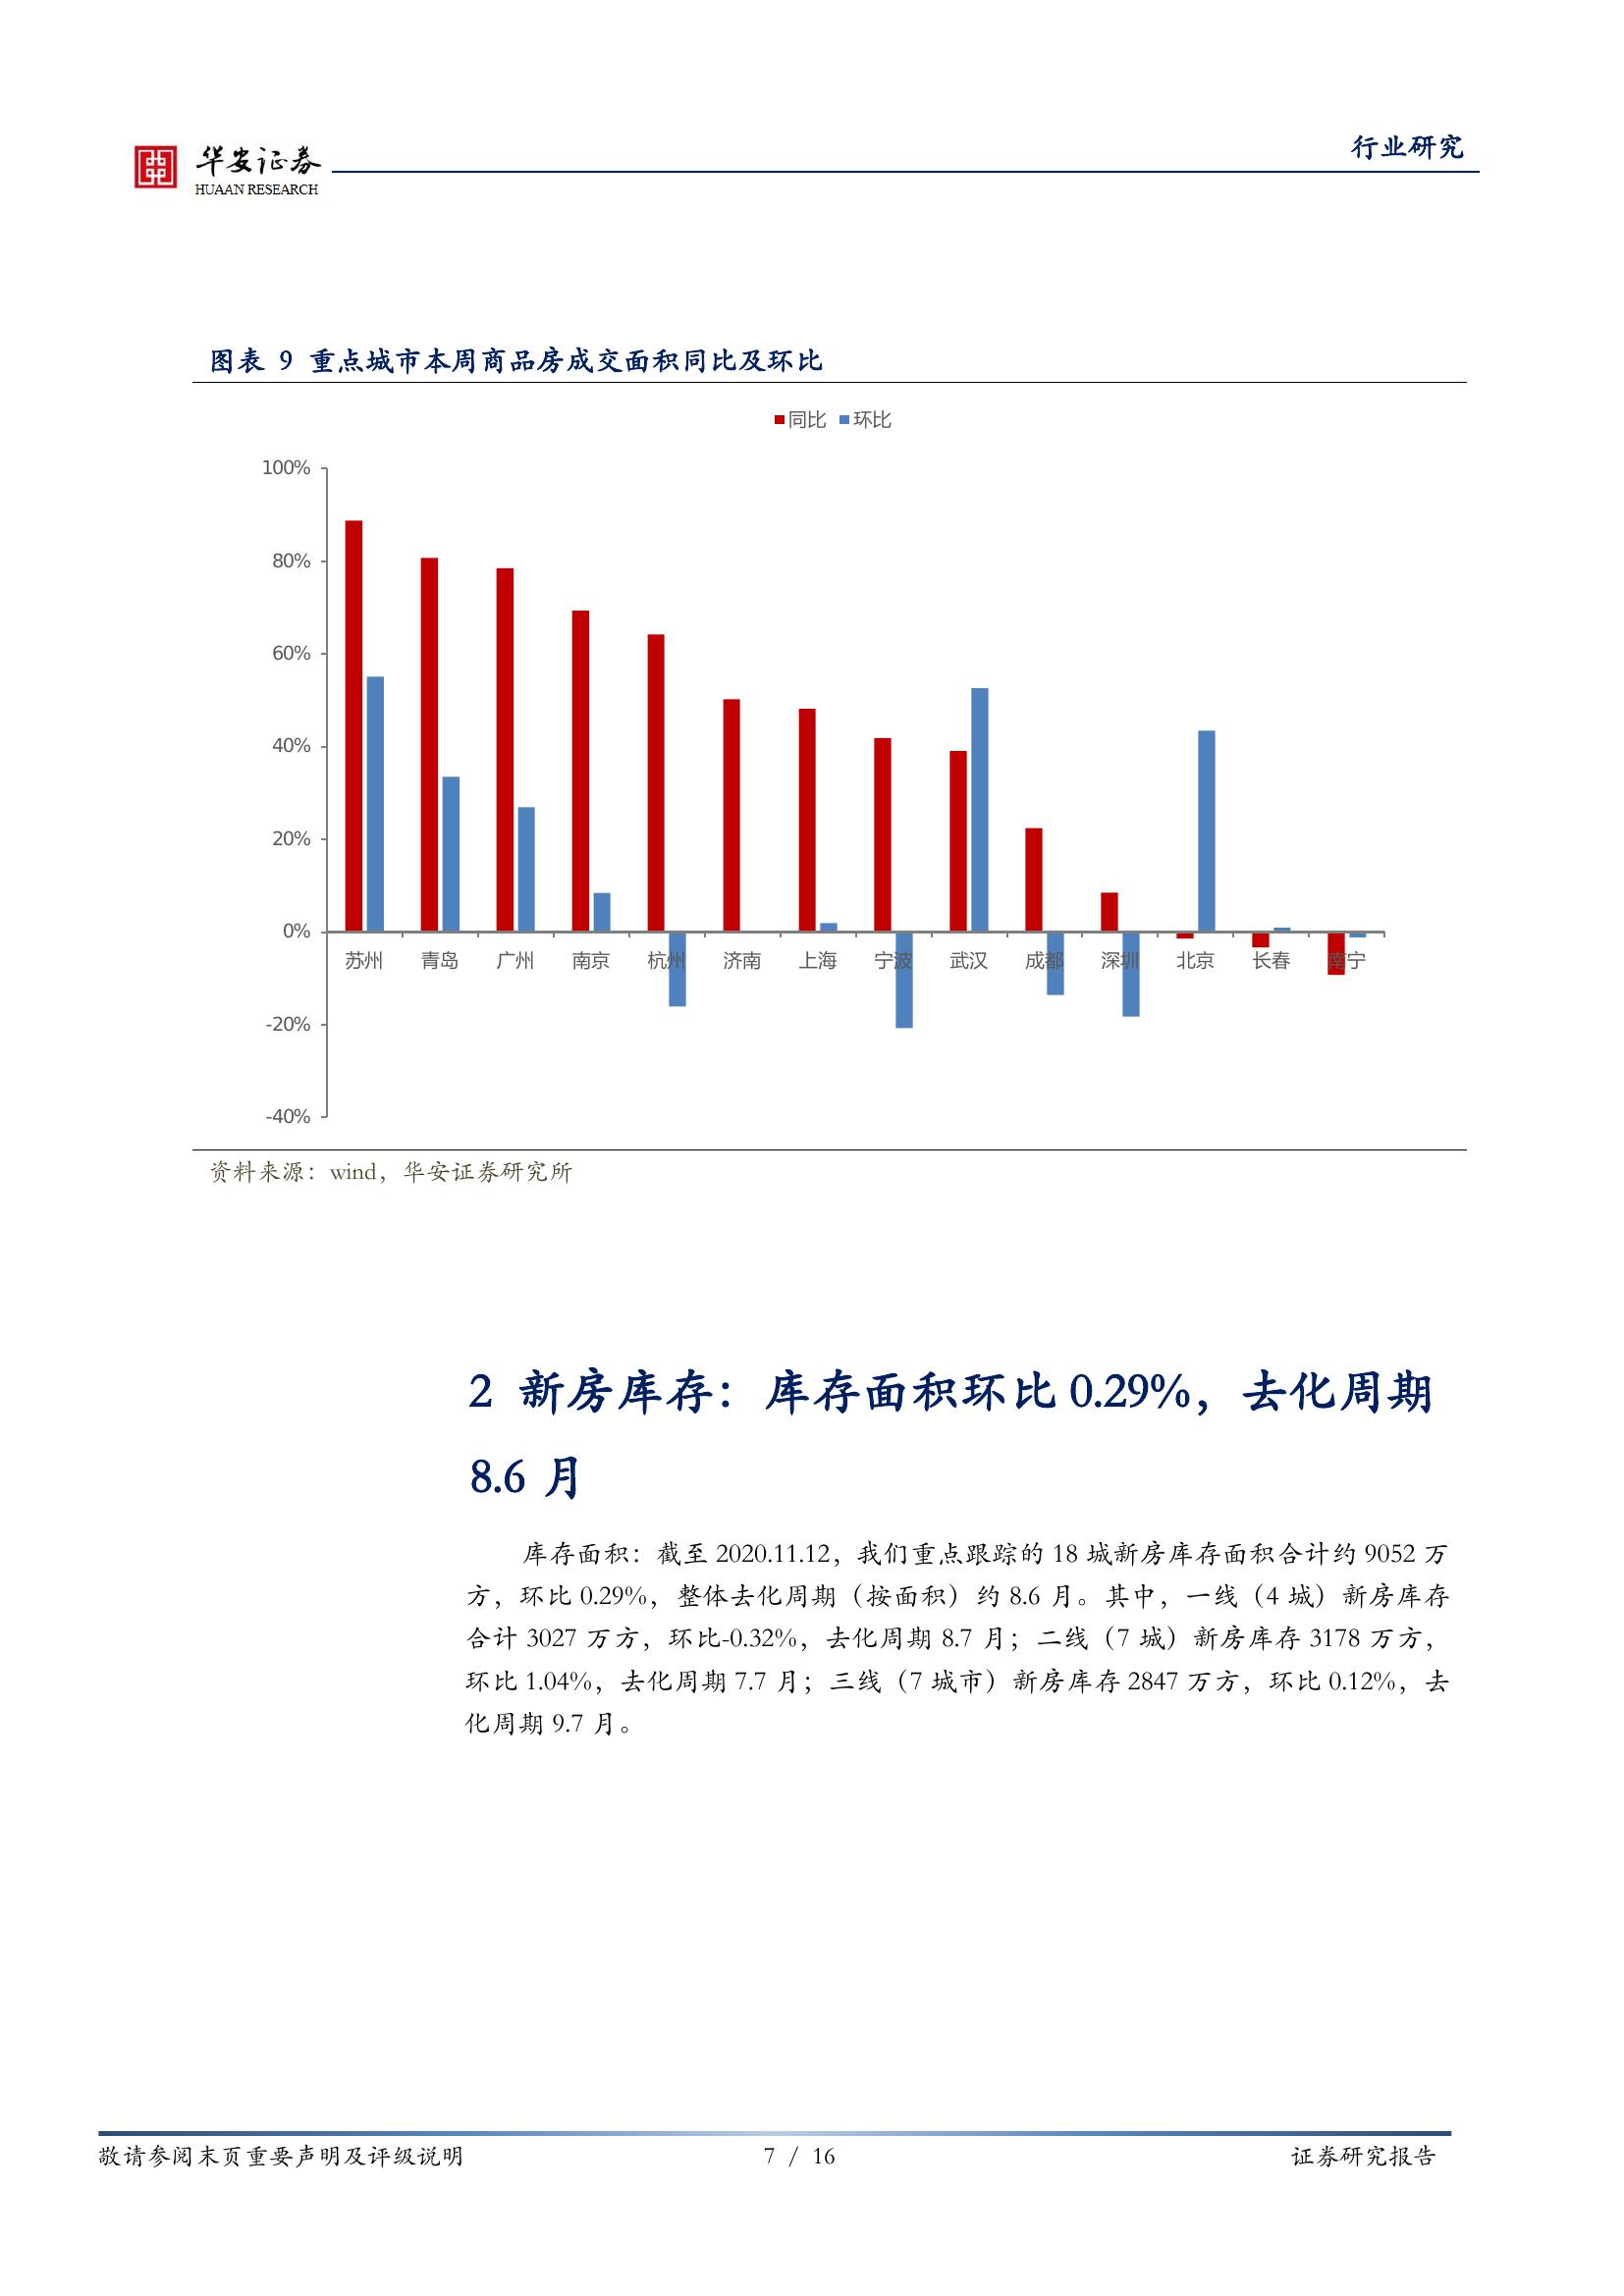 华安证券
HUAAN RESEARCH
行业研究
图表 9 重点城市本周商品房成交面积同比及环比
同比 环比
100%
80%
60%
40%
20%
0%
-20%
-40%
苏州 青岛 广州 南京 杭州 济南 上海 宁波 武汉 成都 深圳 北京 长春 南宁
资料来源：wind，华安证券研究所
2 新房库存：库存面积环比 0.29%，去化周期
8.6 月
库存面积：截至 2020.11.12，我们重点跟踪的 18 城新房库存面积合计约 9052 万
方，环比 0.29%，整体去化周期（按面积）约 8.6 月。其中，一线（4 城）新房库存
合计 3027 万方，环比-0.32%，去化周期 8.7 月；二线（7 城）新房库存 3178 万方，
环比 1.04%，去化周期 7.7 月；三线（7 城市）新房库存 2847 万方，环比 0.12%，去
化周期 9.7 月。
敬请参阅末页重要声明及评级说明 7 / 16 证券研究报告